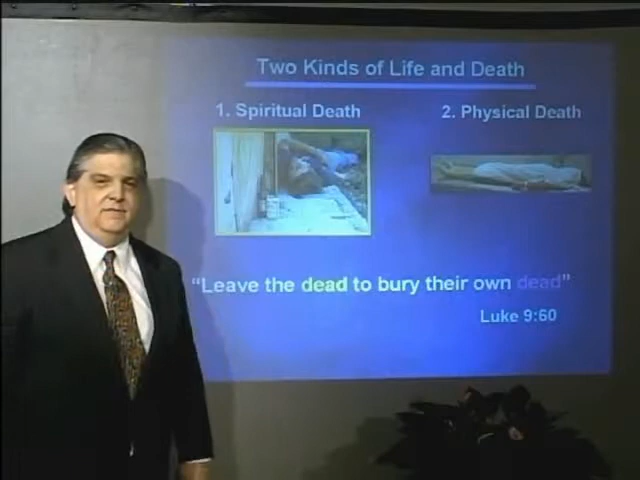 Two Kinds of Life and Death
1. Spiritual Death
2. Physical Death
“Leave the dead to bury their own dead”
Luke 9:60